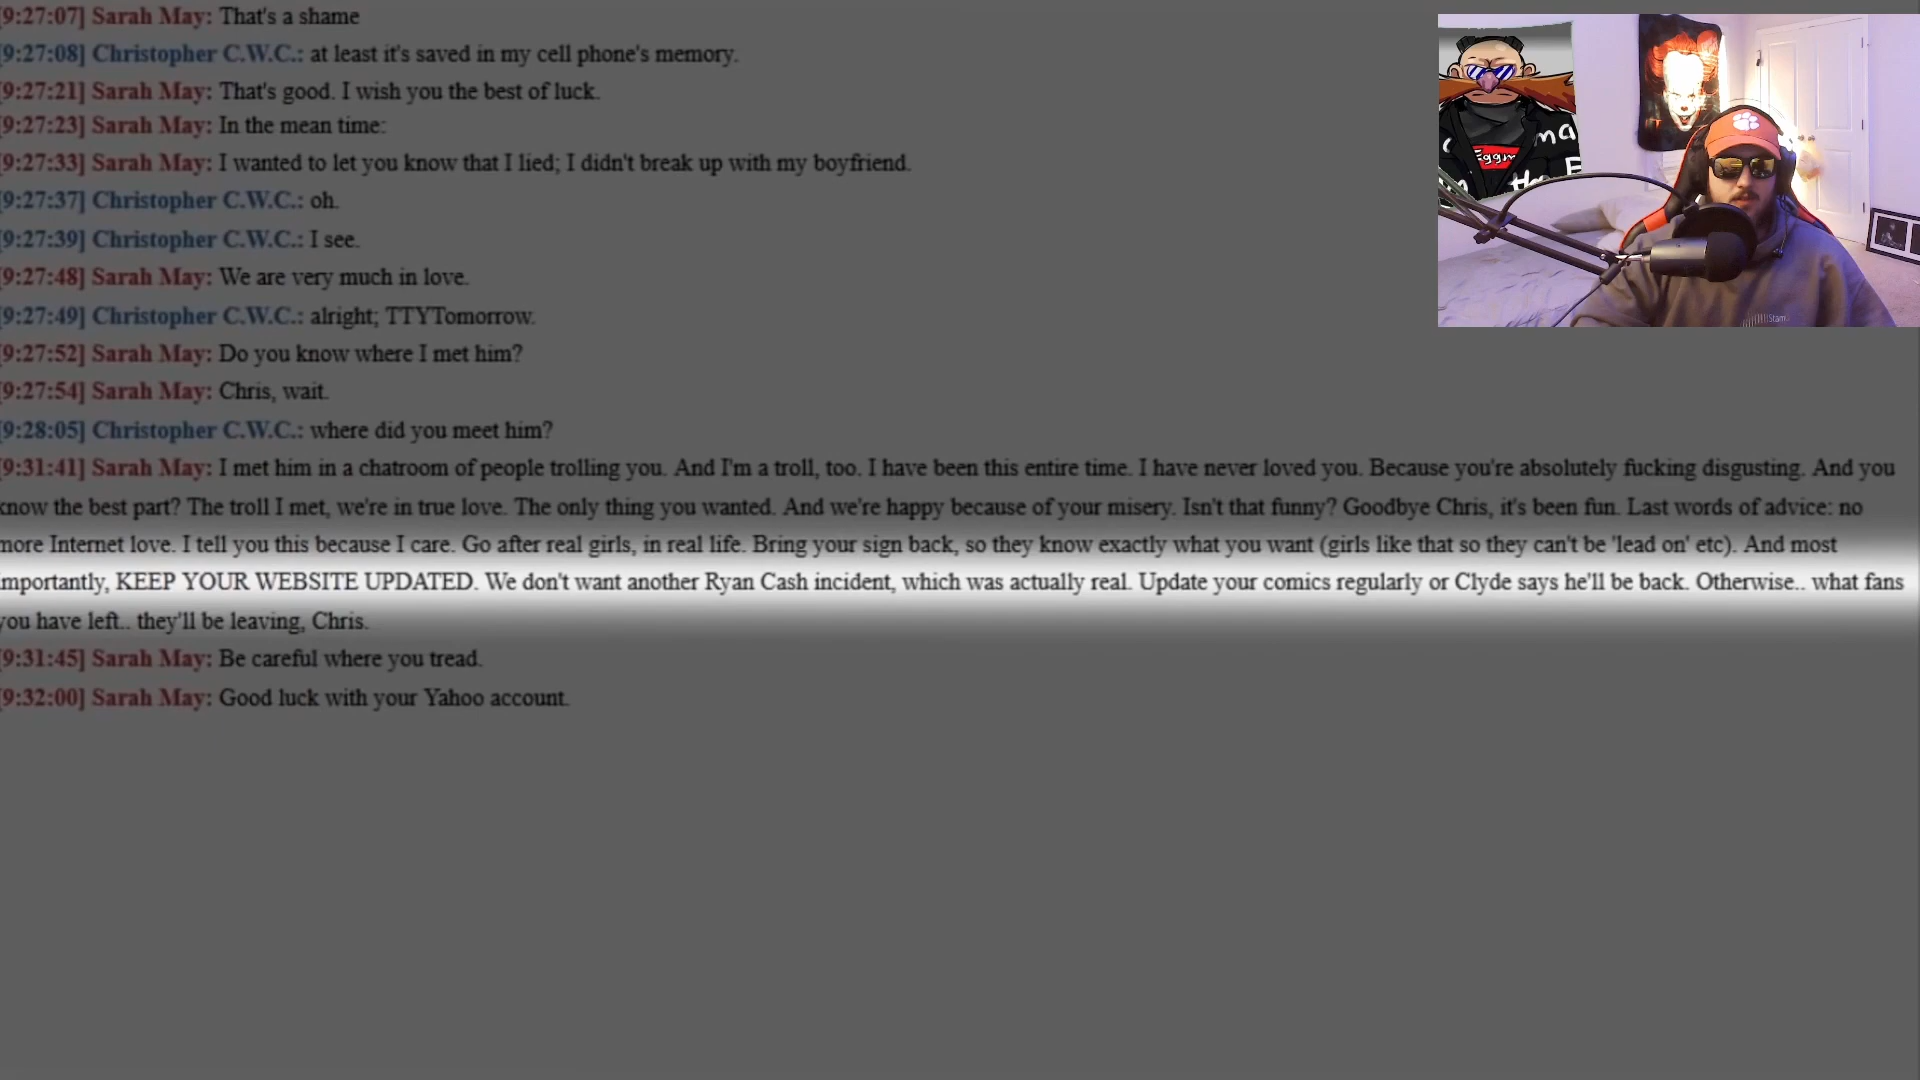 [9:27:07] Sarah May: That's a shame
[9:27:08] Christopher C.W.C.: at least it's saved in my cell phone's memory.
[9:27:21] Sarah May: That's good. I wish you the best of luck.
[9:27:23] Sarah May: In the mean time:
[9:27:33] Sarah May: I wanted to let you know that I lied; I didn't break up with my boyfriend.
[9:27:37] Christopher C.W.C.: oh.
[9:27:39] Christopher C.W.C.: I see.
[9:27:48] Sarah May: We are very much in love.
[9:27:49] Christopher C.W.C.: alright; TTYTomorrow.
[9:27:52] Sarah May: Do you know where I met him?
[9:27:54] Sarah May: Chris, wait.
[9:28:05] Christopher C.W.C.: where did you meet him?
[9:31:41] Sarah May: I met him in a chatroom of people trolling you. And I'm a troll, too. I have been this entire time. I have never loved you. Because you're absolutely fucking disgusting. And you
know the best part? The troll I met, we're in true love. The only thing you wanted. And we're happy because of your misery. Isn't that funny? Goodbye Chris, it's been fun. Last words of advice: no
more Internet love. I tell you this because I care. Go after real girls, in real life. Bring your sign back, so they know exactly what you want (girls like that so they can't be 'lead on' etc). And most
importantly, KEEP YOUR WEBSITE UPDATED. We don't want another Ryan Cash incident, which was actually real. Update your comics regularly or Clyde says he'll be back. Otherwise.. what fans
you have left.. they'll be leaving, Chris.
[9:31:45] Sarah May: Be careful where you tread.
[9:32:00] Sarah May: Good luck with your Yahoo account.
ma
Eggm
the